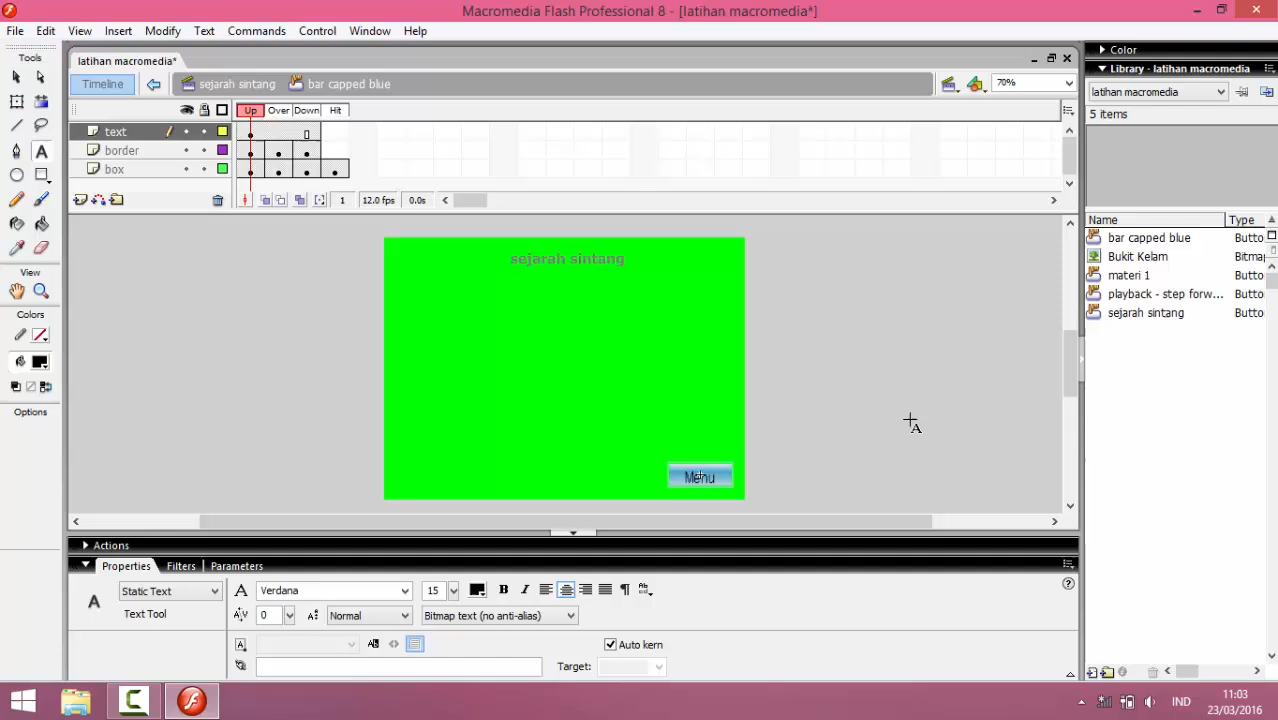 Macromedia Flash Professional 8 - [latihan macromedia*]
File Edit View Insert Modify Text Commands Control Window Help
Tools
latihan macromedia*
Color
Library - latihan macromedia
Timeline
sejarah sintang
bar capped blue
70%
latihan macromedia
5 items
Up Over Down Hit
text
border
box
1 12.0 fps 0.0s
View
Colors
Options
sejarah sintang
Menu
A
Name Type
bar capped blue Butto
Bukit Kelam Bitma
materi 1 Butto
playback - step forw... Butto
sejarah sintang Butto
Actions
Properties Filters Parameters
A
Static Text
A
Verdana
15
B I
Text Tool
0
Normal
Bitmap text (no anti-alias)
Auto kern
Target:
IND
11:03
23/03/2016